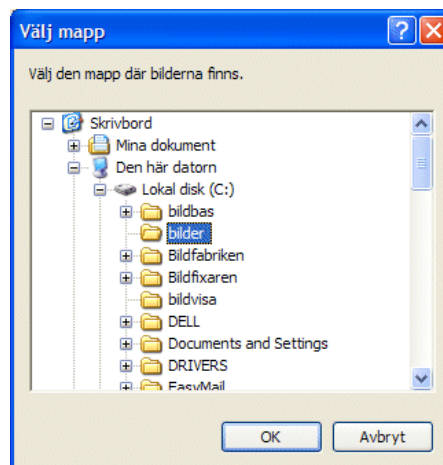 Välj mapp
Välj den mapp där bilderna finns.
Skrivbord
Mina dokument
Den här datorn
Lokal disk (C:)
bildbas
bilder
Bildfabriken
Bildfixaren
bildvisa
DELL
Documents and Settings
DRIVERS
EasyMail
OK Avbryt